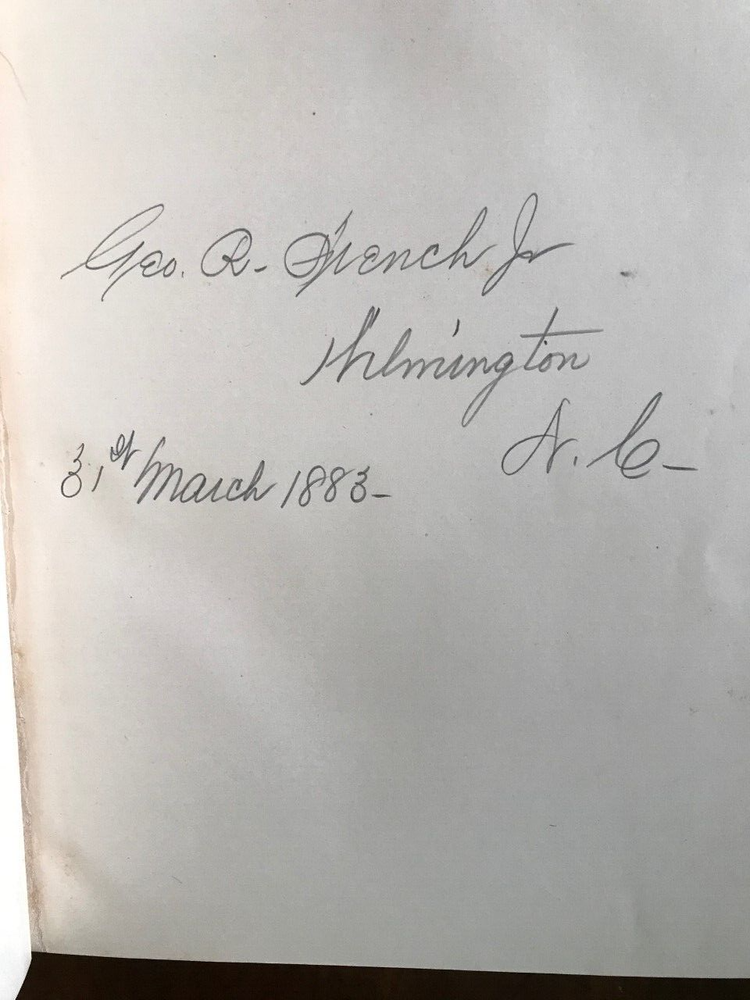 Geo. R. French Jr
Wilmington
N. C.
31st March 1883